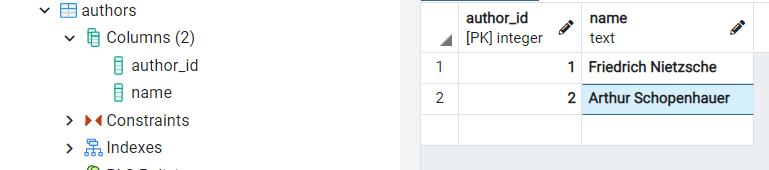 authors
Columns (2)
author_id
name
Constraints
Indexes
author_id
[PK] integer
name
text
1 1 Friedrich Nietzsche
2 2 Arthur Schopenhauer